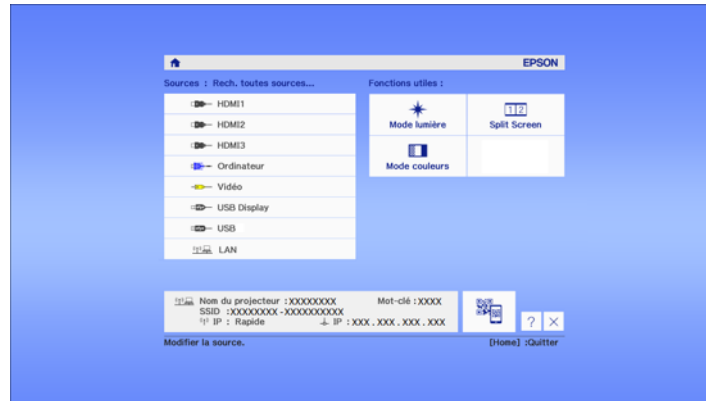 EPSON
Sources : Rech. toutes sources...
HDMI1
HDMI2
HDMI3
Ordinateur
Vidéo
USB Display
USB
LAN
Fonctions utiles :
Mode lumière
1 2
Split Screen
Mode couleurs
Nom du projecteur :XXXXXXXX Mot-clé :XXXX
SSID :XXXXXXXX-XXXXXXXXXX
IP : Rapide IP :XXX.XXX.XXX.XXX
?
Modifier la source.
[Home] :Quitter